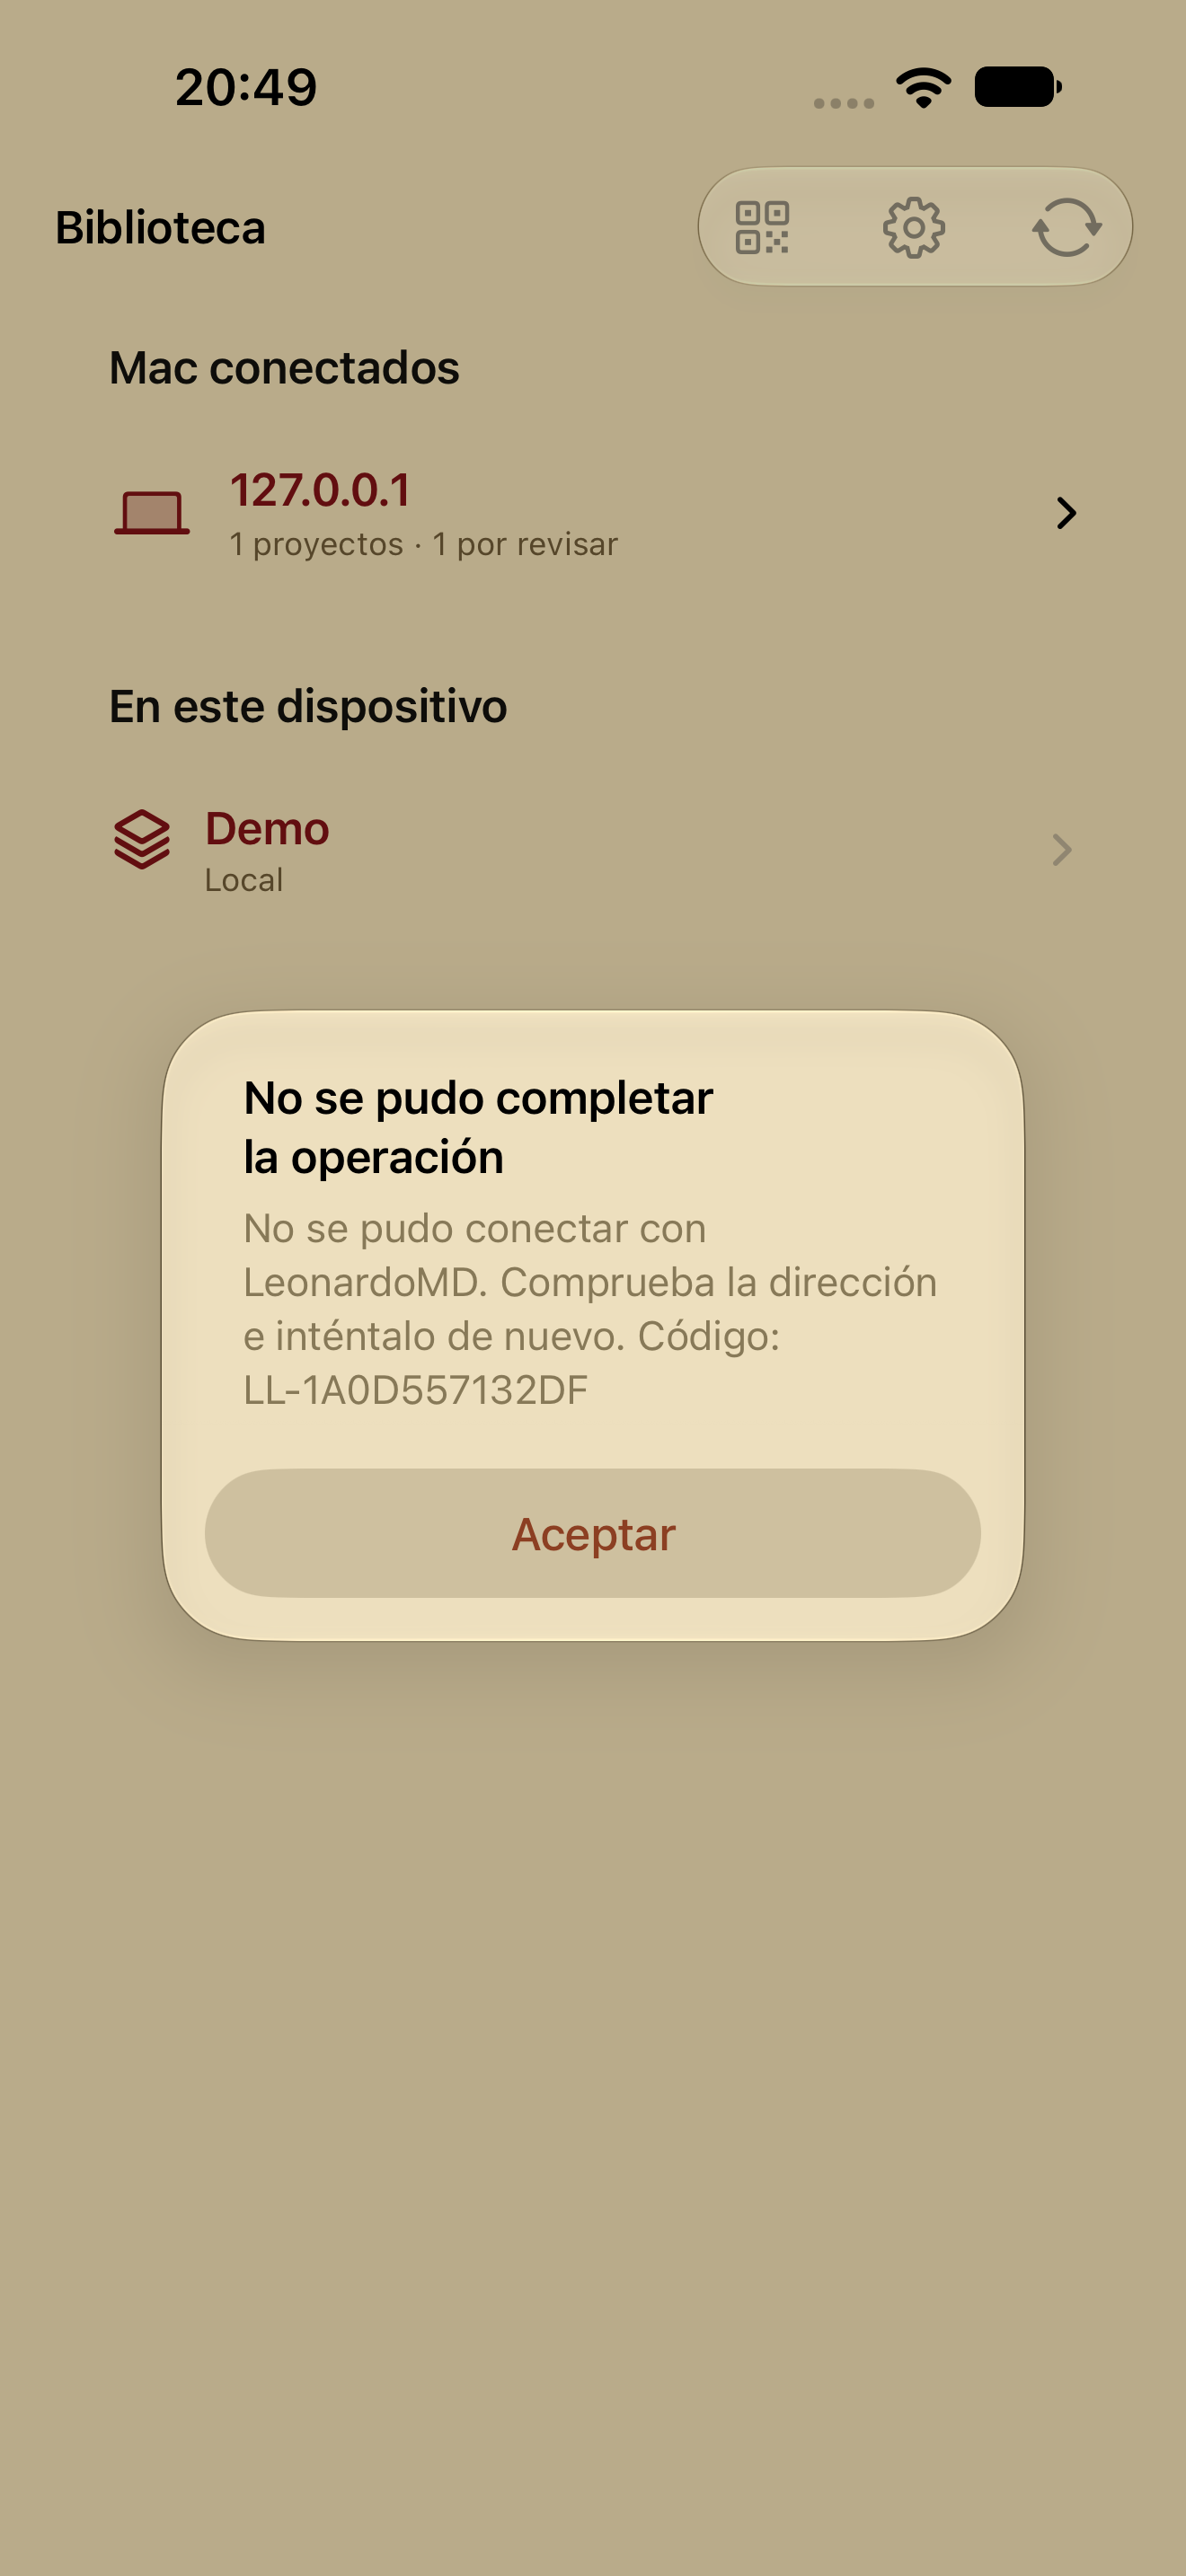 20:49
Biblioteca
Mac conectados
127.0.0.1
1 proyectos · 1 por revisar
En este dispositivo
Demo
Local
No se pudo completar
la operación
No se pudo conectar con
LeonardoMD. Comprueba la dirección
e inténtalo de nuevo. Código:
LL-1A0D557132DF
Aceptar